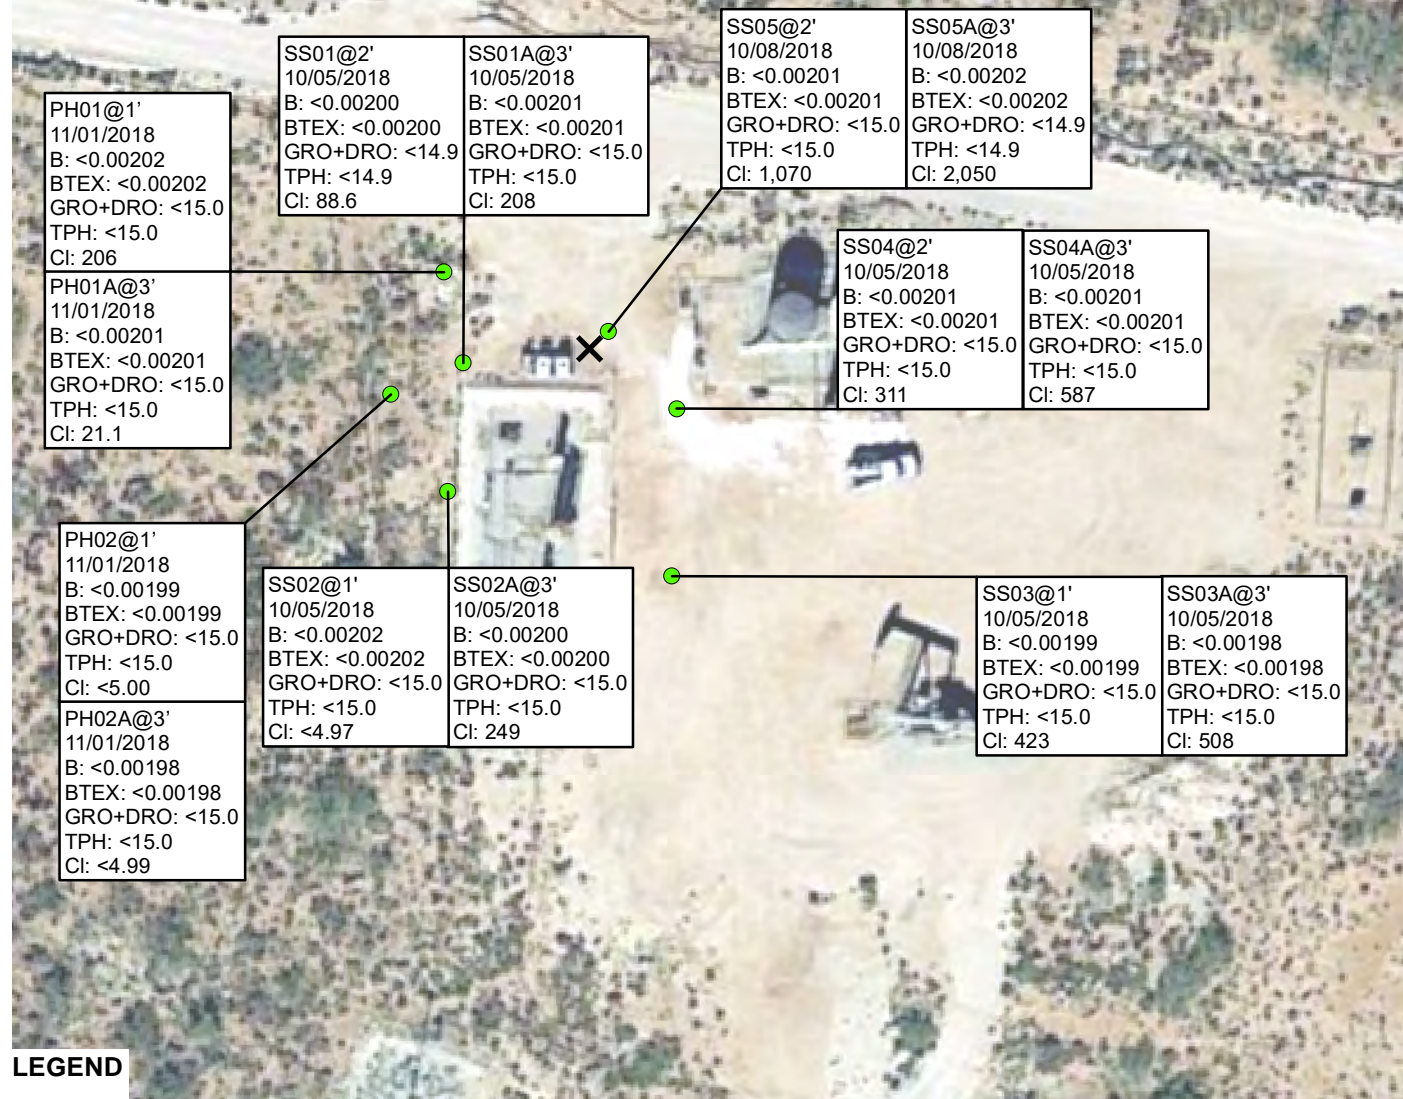 SS05@2'
10/08/2018
B: <0.00201
BTEX: <0.00201
GRO+DRO: <15.0
TPH: <15.0
Cl: 1,070
SS05A@3'
10/08/2018
B: <0.00202
BTEX: <0.00202
GRO+DRO: <14.9
TPH: <14.9
Cl: 2,050
SS01@2'
10/05/2018
B: <0.00200
BTEX: <0.00200
GRO+DRO: <14.9
TPH: <14.9
Cl: 88.6
SS01A@3'
10/05/2018
B: <0.00201
BTEX: <0.00201
GRO+DRO: <15.0
TPH: <15.0
Cl: 208
PH01@1'
11/01/2018
B: <0.00202
BTEX: <0.00202
GRO+DRO: <15.0
TPH: <15.0
Cl: 206
PH01A@3'
11/01/2018
B: <0.00201
BTEX: <0.00201
GRO+DRO: <15.0
TPH: <15.0
Cl: 21.1
SS04@2'
10/05/2018
B: <0.00201
BTEX: <0.00201
GRO+DRO: <15.0
TPH: <15.0
Cl: 311
SS04A@3'
10/05/2018
B: <0.00201
BTEX: <0.00201
GRO+DRO: <15.0
TPH: <15.0
Cl: 587
PH02@1'
11/01/2018
B: <0.00199
BTEX: <0.00199
GRO+DRO: <15.0
TPH: <15.0
Cl: <5.00
PH02A@3'
11/01/2018
B: <0.00198
BTEX: <0.00198
GRO+DRO: <15.0
TPH: <15.0
Cl: <4.99
SS02@1'
10/05/2018
B: <0.00202
BTEX: <0.00202
GRO+DRO: <15.0
TPH: <15.0
Cl: <4.97
SS02A@3'
10/05/2018
B: <0.00200
BTEX: <0.00200
GRO+DRO: <15.0
TPH: <15.0
Cl: 249
SS03@1'
10/05/2018
B: <0.00199
BTEX: <0.00199
GRO+DRO: <15.0
TPH: <15.0
Cl: 423
SS03A@3'
10/05/2018
B: <0.00198
BTEX: <0.00198
GRO+DRO: <15.0
TPH: <15.0
Cl: 508
LEGEND